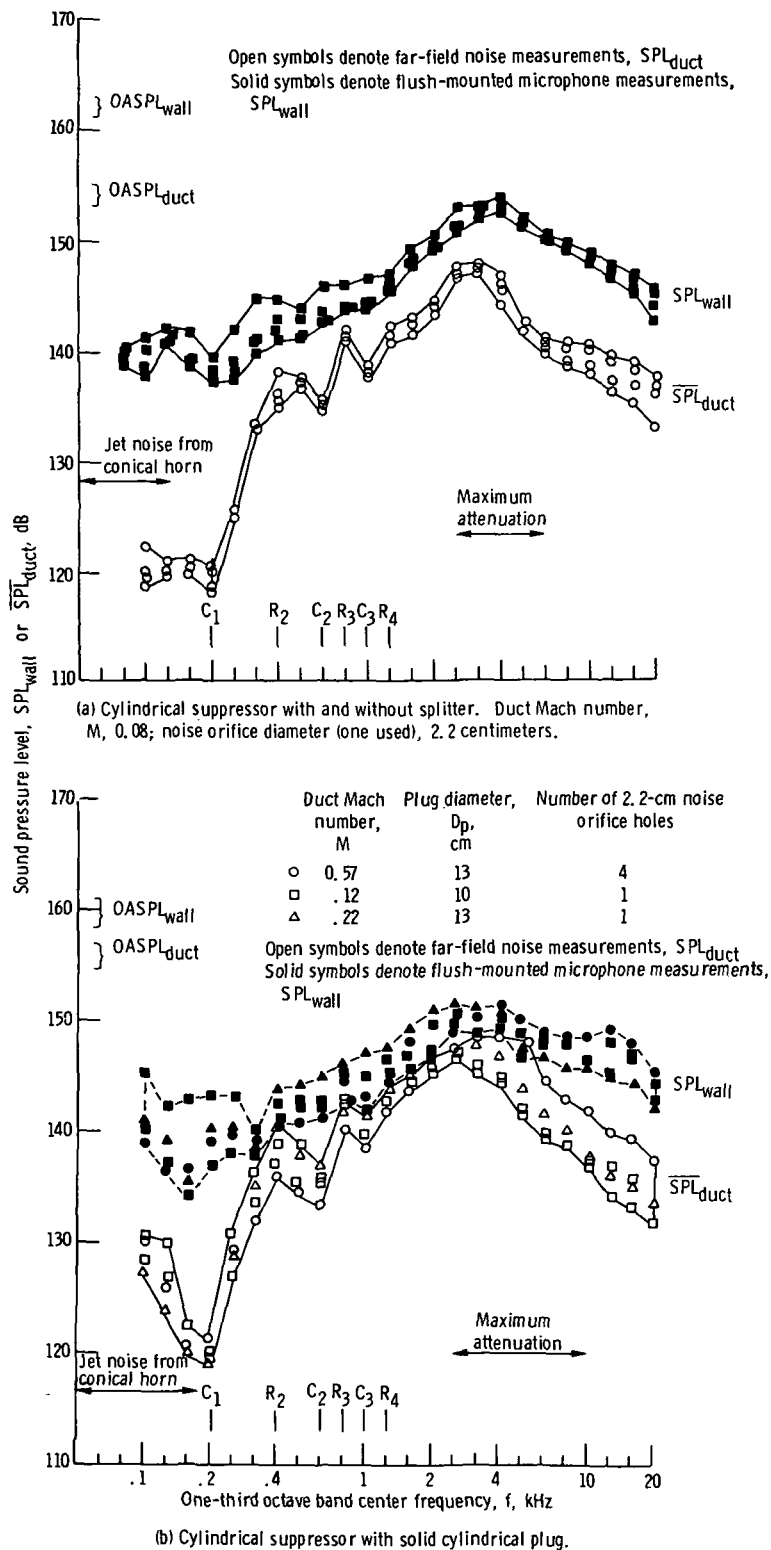 170
Open symbols denote far-field noise measurements, SPLduct
Solid symbols denote flush-mounted microphone measurements,
SPLwall
} OASPLwall
160
} OASPLduct
150
SPLwall
140
SPLduct
Jet noise from
conical horn
130
Maximum
attenuation
120
C1 R2 C2 R3 C3 R4
110
Sound pressure level, SPLwall or SPLduct, dB
(a) Cylindrical suppressor with and without splitter. Duct Mach number,
M, 0.08; noise orifice diameter (one used), 2.2 centimeters.
170
Duct Mach Plug diameter, Number of 2.2-cm noise
number, Dp, orifice holes
M cm
○ 0.57 13 4
□ .12 10 1
△ .22 13 1
160
} OASPLwall
} OASPLduct
Open symbols denote far-field noise measurements, SPLduct
Solid symbols denote flush-mounted microphone measurements,
SPLwall
150
SPLwall
140
SPLduct
130
Maximum
attenuation
120
Jet noise from
conical horn
C1 R2 C2 R3 C3 R4
110
.1 .2 .4 1 2 4 10 20
One-third octave band center frequency, f, kHz
(b) Cylindrical suppressor with solid cylindrical plug.